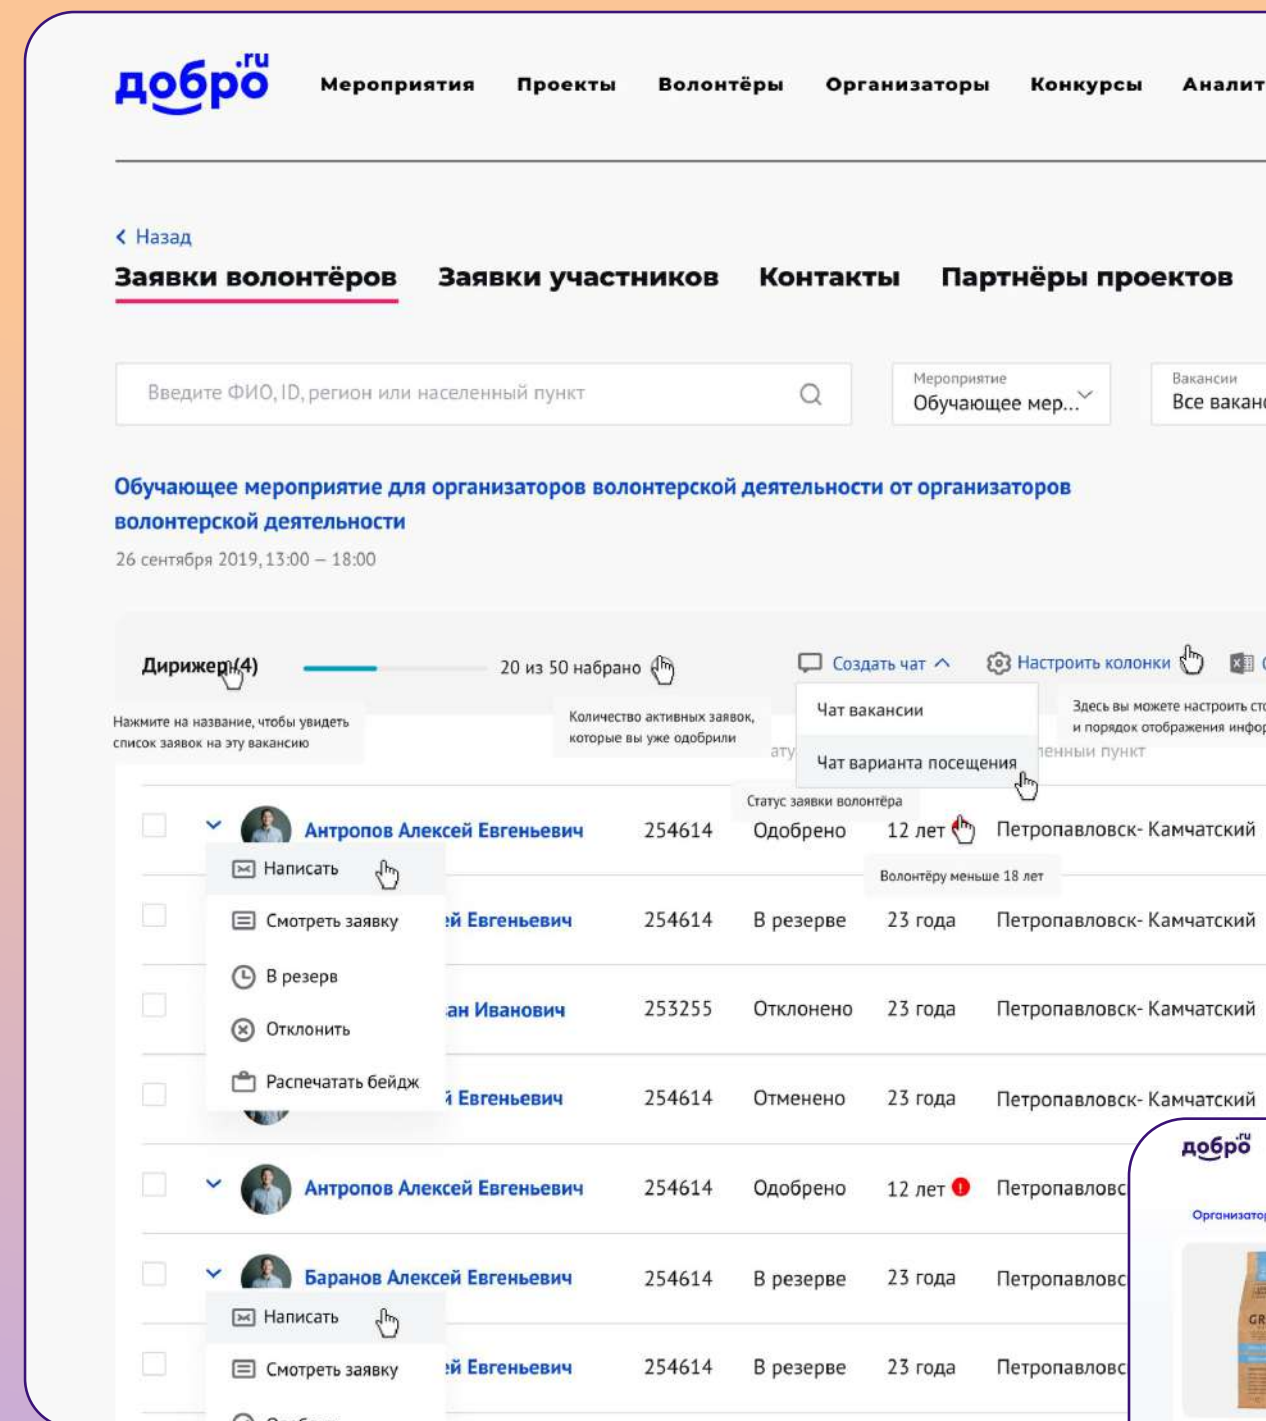 добро.ru
Мероприятия Проекты Волонтёры Организаторы Конкурсы Аналит
Назад
Заявки волонтёров Заявки участников Контакты Партнёры проектов
Введите ФИО, ID, регион или населенный пункт
Мероприятие
Обучающее мер...
Вакансии
Все вакан
Обучающее мероприятие для организаторов волонтерской деятельности от организаторов
волонтерской деятельности
26 сентября 2019, 13:00 — 18:00
Дирижер (4) 20 из 50 набрано Создать чат Настроить колонки
Нажмите на название, чтобы увидеть
список заявок на эту вакансию
Количество активных заявок,
которые вы уже одобрили
Чат вакансии
Чат варианта посещения
Здесь вы можете настроить сто
и порядок отображения инфор
ату ленный пункт
Статус заявки волонтёра
Антропов Алексей Евгеньевич 254614 Одобрено 12 лет Петропавловск- Камчатский
Волонтёру меньше 18 лет
Написать
Смотреть заявку
В резерв
Отклонить
Распечатать бейдж
ей Евгеньевич 254614 В резерве 23 года Петропавловск- Камчатский
ан Иванович 253255 Отклонено 23 года Петропавловск- Камчатский
й Евгеньевич 254614 Отменено 23 года Петропавловск- Камчатский
Антропов Алексей Евгеньевич 254614 Одобрено 12 лет Петропавловс
Баранов Алексей Евгеньевич 254614 В резерве 23 года Петропавловс
Написать
Смотреть заявку
ей Евгеньевич 254614 В резерве 23 года Петропавловс
добро.ru
Организатор
GR